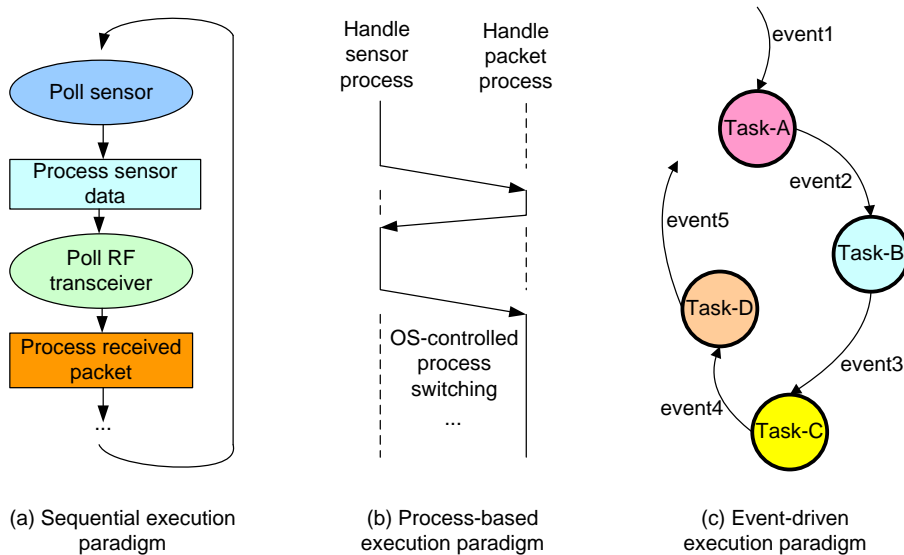 Poll sensor
Process sensor
data
Poll RF
transceiver
Process received
packet
...
(a) Sequential execution
paradigm
Handle
sensor
process
Handle
packet
process
OS-controlled
process
switching
...
(b) Process-based
execution paradigm
event1
Task-A
event2
event5
Task-B
Task-D
event3
event4
Task-C
(c) Event-driven
execution paradigm